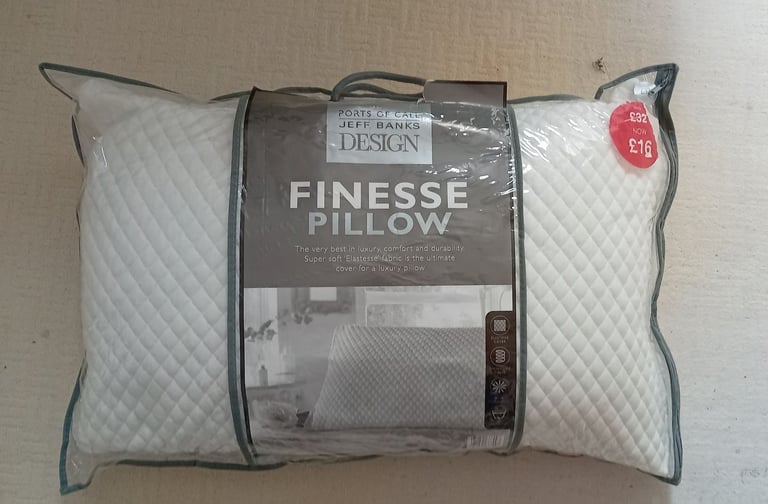 PORTS OF CALL
JEFF BANKS
DESIGN
£32
NOW
£16
FINESSE
PILLOW
The very best in luxury, comfort and durability.
Super soft 'Elastesse' fabric is the ultimate
cover for a luxury pillow